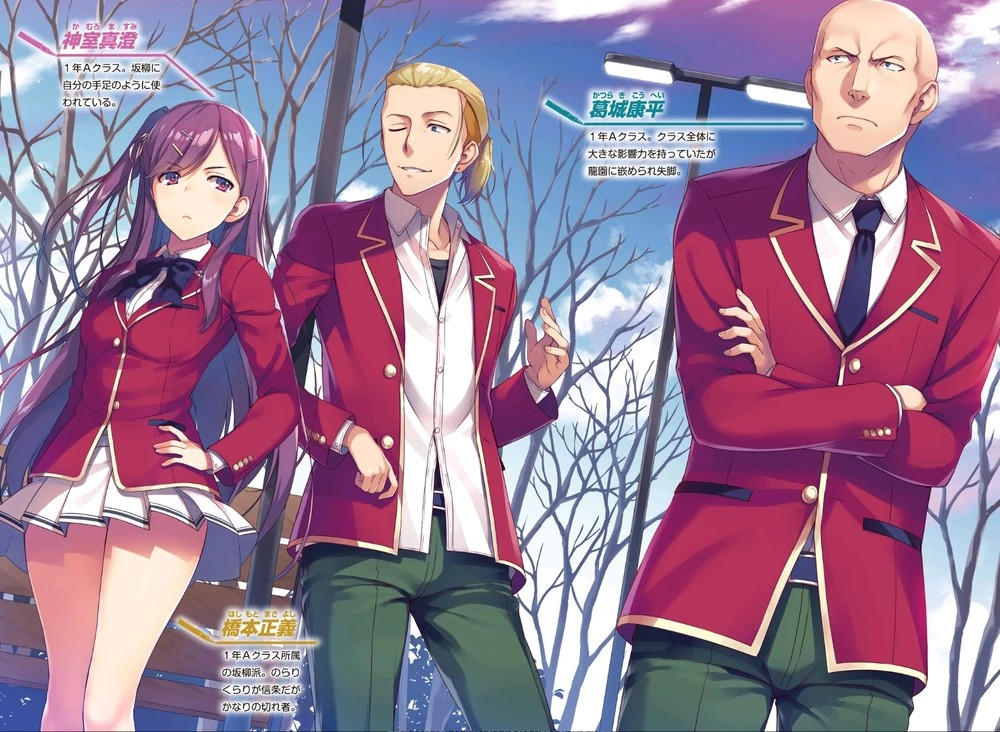 かむろますみ
神室真澄
1年Aクラス。坂柳に
自分の手足のように使
われている。
かつらぎこうへい
葛城康平
1年Aクラス。クラス全体に
大きな影響力を持っていたが
龍園に嵌められ失脚。
はしもとまさよし
橋本正義
1年Aクラス所属
の坂柳派。のらり
くらりが信条だが
かなりの切れ者。